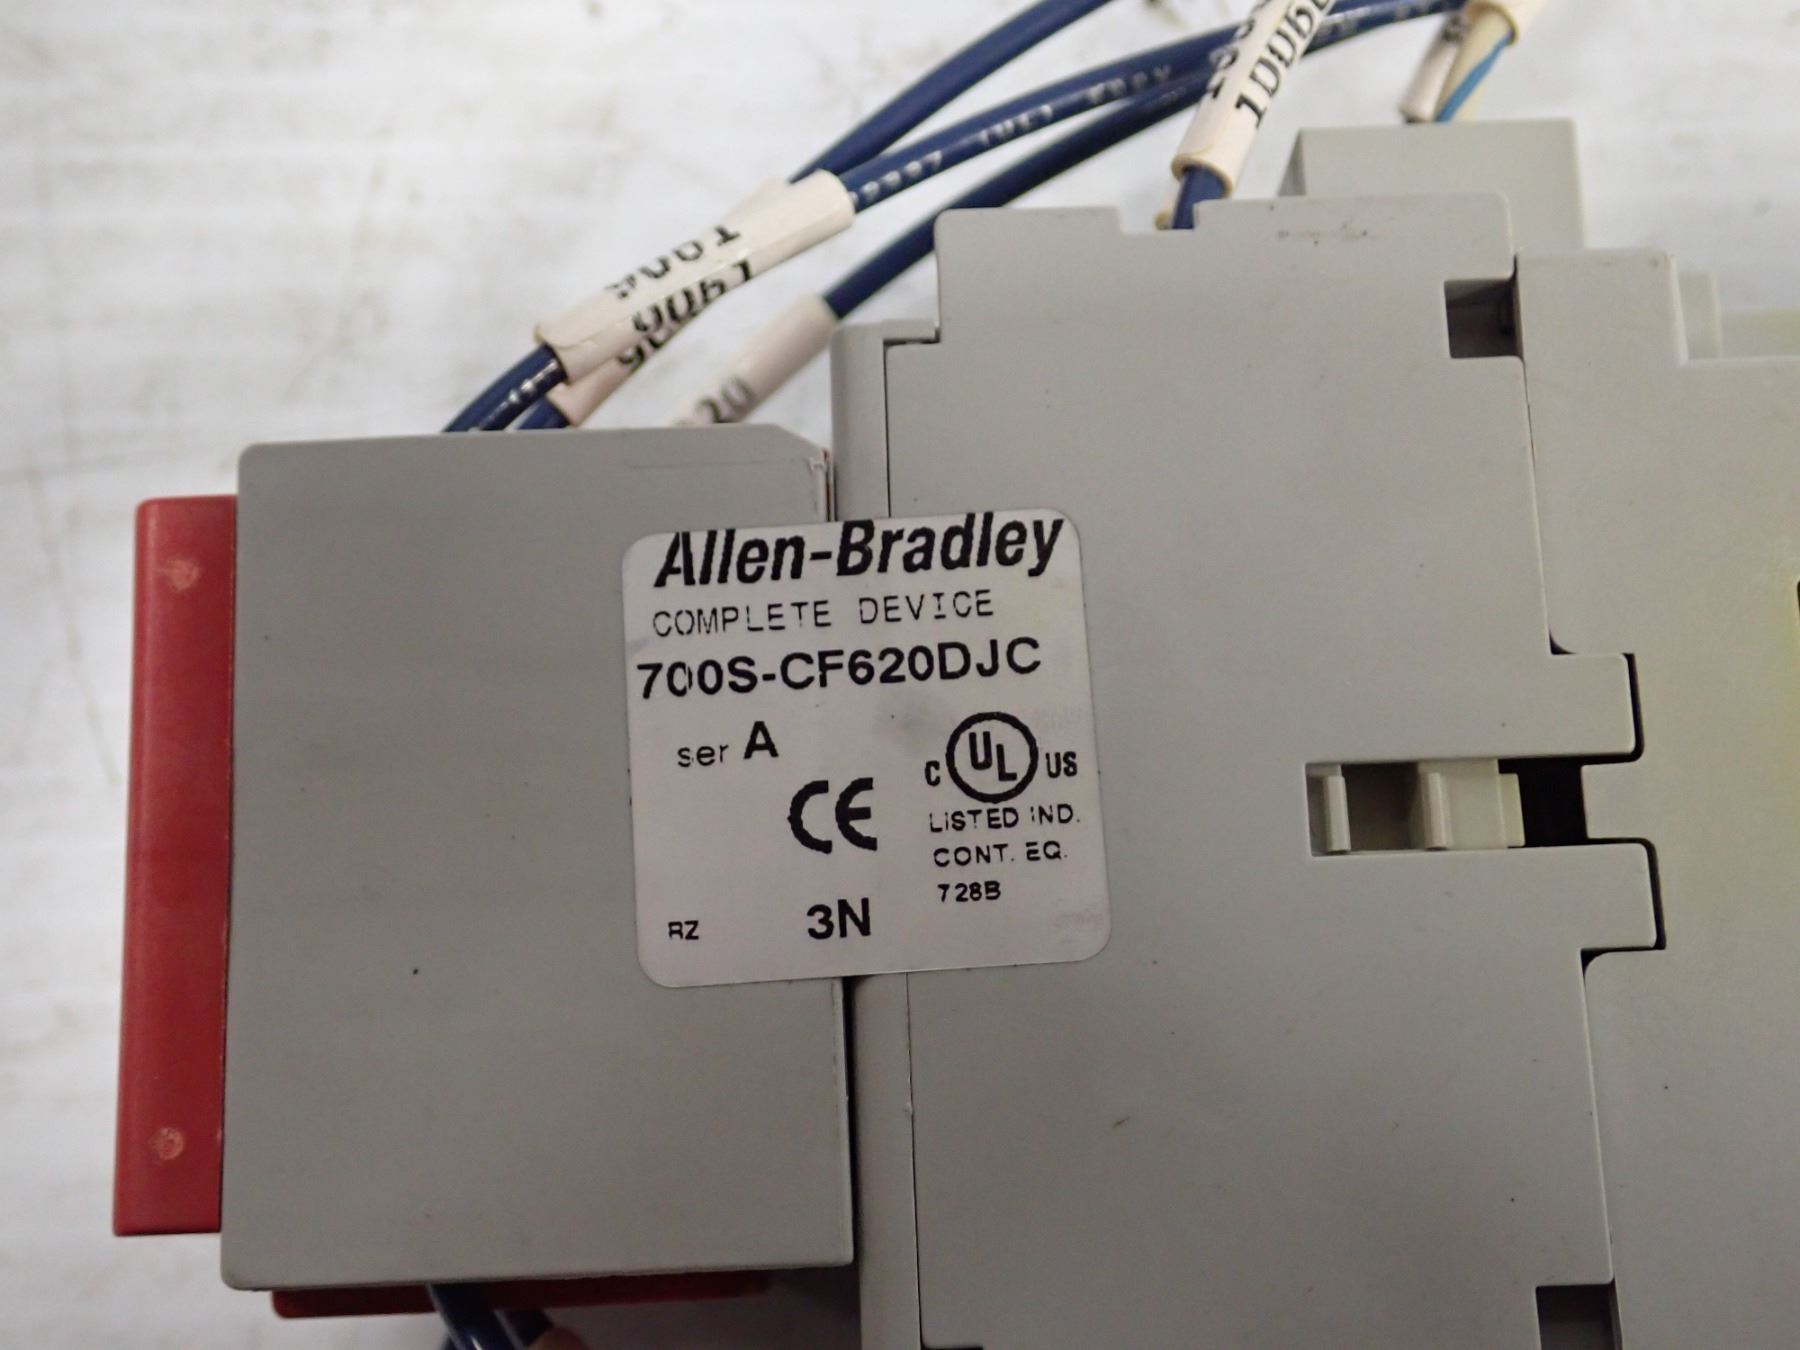 Allen-Bradley
COMPLETE DEVICE
700S-CF620DJC
ser A
CE
C UL US
LISTED IND.
CONT. EQ.
728B
RZ 3N